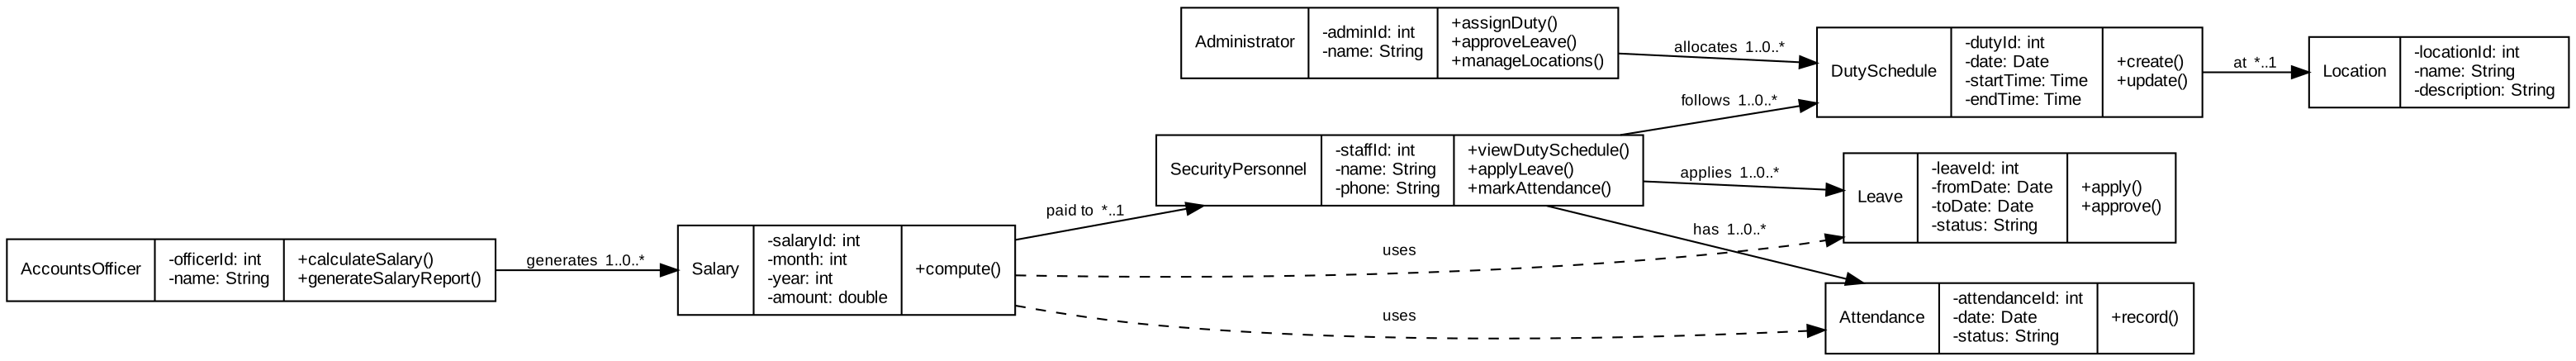 Administrator
-adminId: int
-name: String
+assignDuty()
+approveLeave()
+manageLocations()
allocates 1..0..*
DutySchedule
-dutyId: int
-date: Date
-startTime: Time
-endTime: Time
+create()
+update()
at *..1
Location
-locationId: int
-name: String
-description: String
follows 1..0..*
SecurityPersonnel
-staffId: int
-name: String
-phone: String
+viewDutySchedule()
+applyLeave()
+markAttendance()
applies 1..0..*
Leave
-leaveId: int
-fromDate: Date
-toDate: Date
-status: String
+apply()
+approve()
paid to *..1
has 1..0..*
AccountsOfficer
-officerId: int
-name: String
+calculateSalary()
+generateSalaryReport()
generates 1..0..*
Salary
-salaryId: int
-month: int
-year: int
-amount: double
+compute()
uses
uses
Attendance
-attendanceId: int
-date: Date
-status: String
+record()